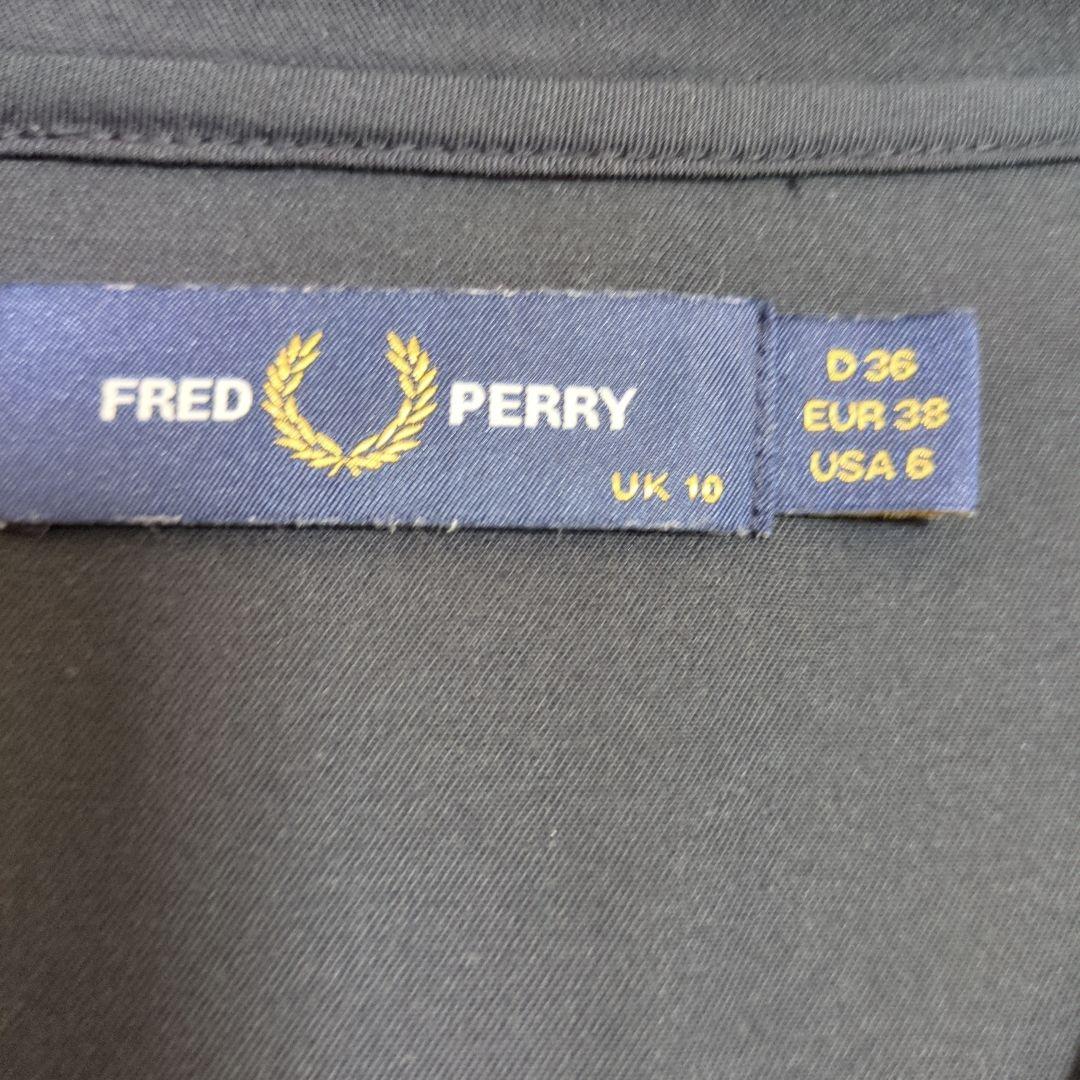 FRED PERRY
UK 10
D 36
EUR 38
USA 6